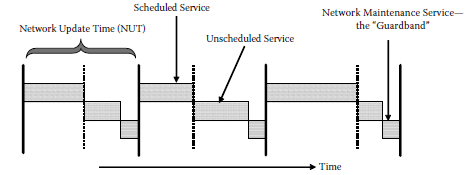 Scheduled Service
Network Maintenance Service—
the “Guardband”
Network Update Time (NUT)
Unscheduled Service
Time